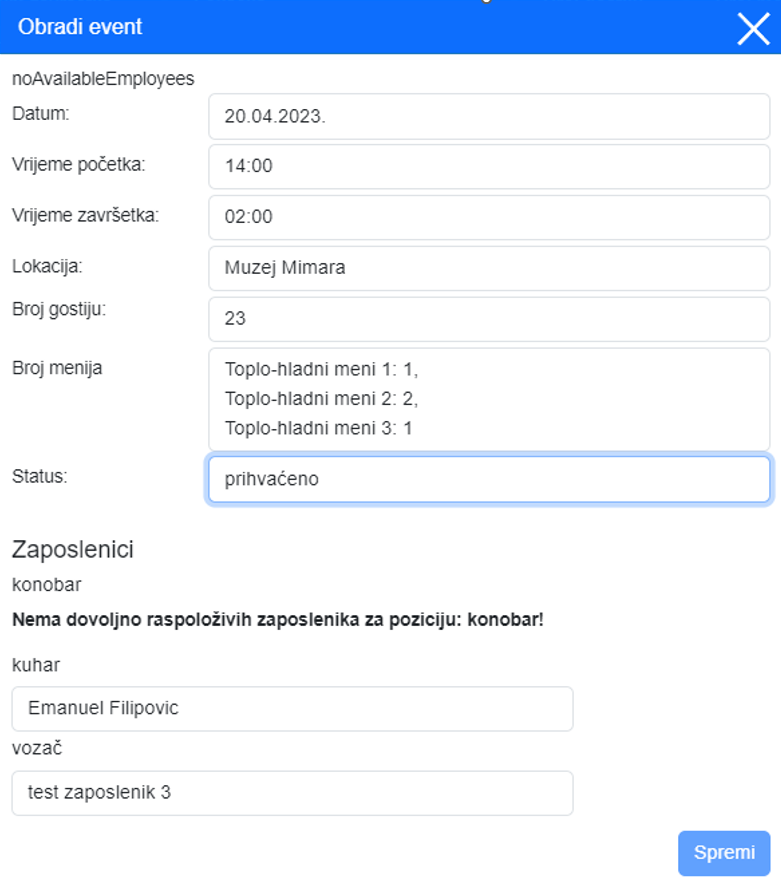 Obradi event
noAvailableEmployees
Datum: 20.04.2023.
Vrijeme početka: 14:00
Vrijeme završetka: 02:00
Lokacija: Muzej Mimara
Broj gostiju: 23
Broj menija Toplo-hladni meni 1: 1,
Toplo-hladni meni 2: 2,
Toplo-hladni meni 3: 1
Status: prihvaćeno
Zaposlenici
konobar
Nema dovoljno raspoloživih zaposlenika za poziciju: konobar!
kuhar
Emanuel Filipovic
vozač
test zaposlenik 3
Spremi